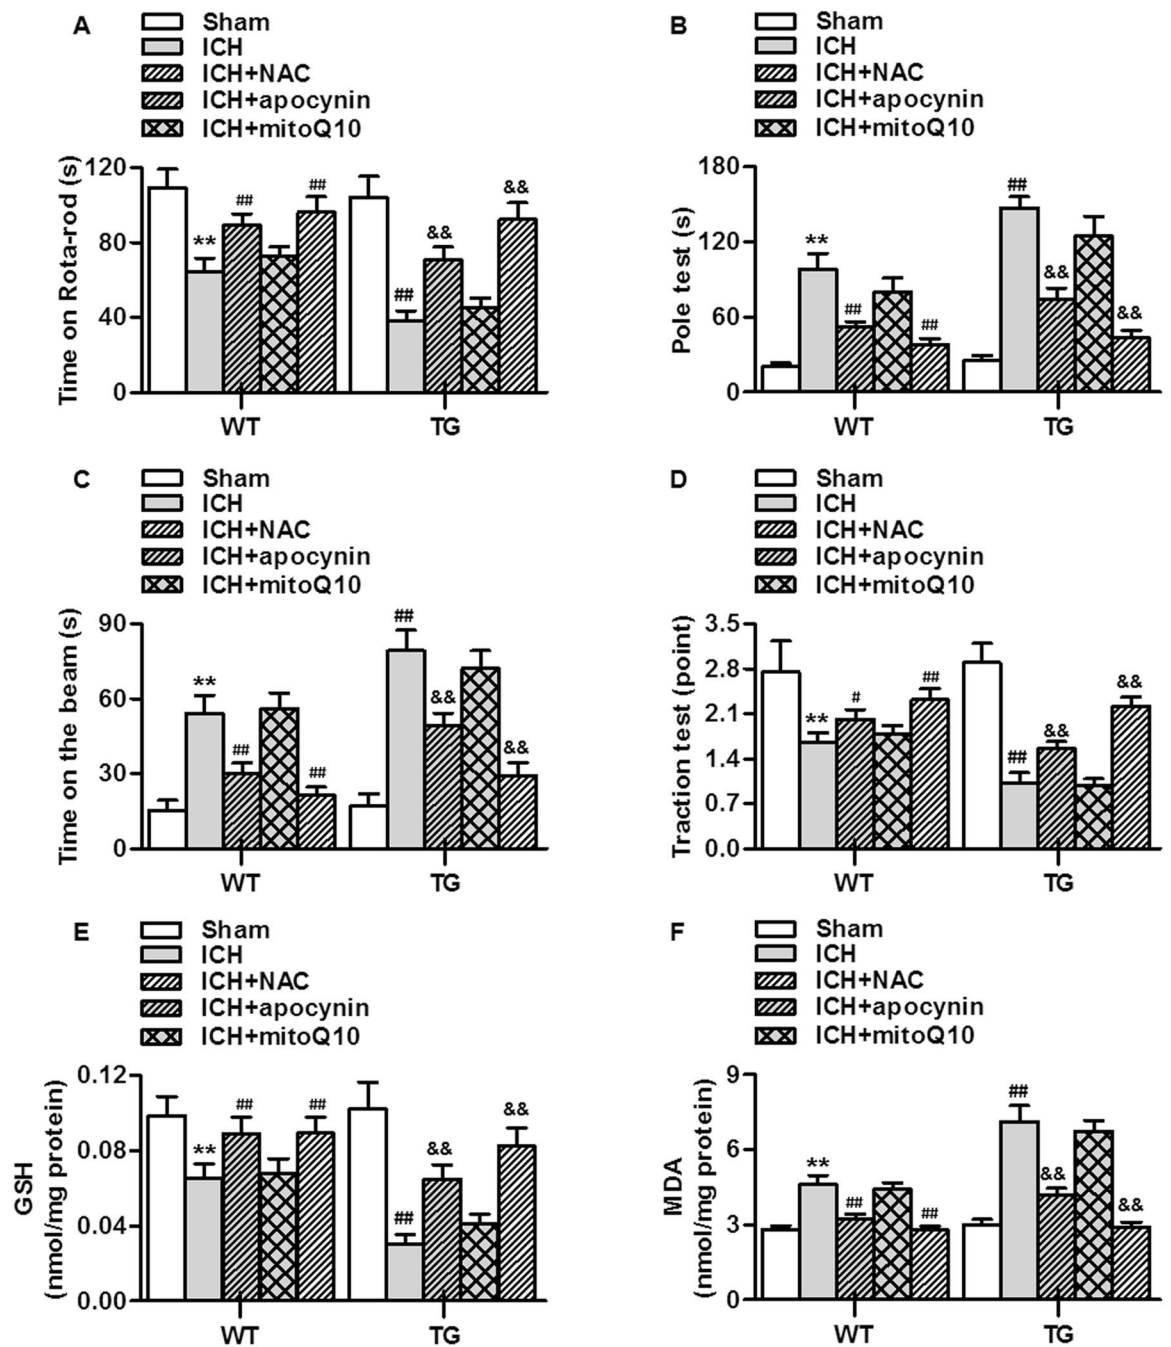 A
Sham
ICH
ICH+NAC
ICH+apocynin
ICH+mitoQ10
Time on Rota-rod (s)
120
80
40
0
**
##
##
##
&&
&&
WT
TG
B
Sham
ICH
ICH+NAC
ICH+apocynin
ICH+mitoQ10
Pole test (s)
180
120
60
0
**
##
##
##
&&
&&
WT
TG
C
Sham
ICH
ICH+NAC
ICH+apocynin
ICH+mitoQ10
Time on the beam (s)
90
60
30
0
**
##
##
##
&&
&&
WT
TG
D
Sham
ICH
ICH+NAC
ICH+apocynin
ICH+mitoQ10
Traction test (point)
3.5
2.8
2.1
1.4
0.7
0.0
**
#
##
##
&&
&&
WT
TG
E
Sham
ICH
ICH+NAC
ICH+apocynin
ICH+mitoQ10
GSH
(nmol/mg protein)
0.12
0.08
0.04
0.00
**
##
##
##
&&
&&
WT
TG
F
Sham
ICH
ICH+NAC
ICH+apocynin
ICH+mitoQ10
MDA
(nmol/mg protein)
9
6
3
0
**
##
##
##
&&
&&
WT
TG